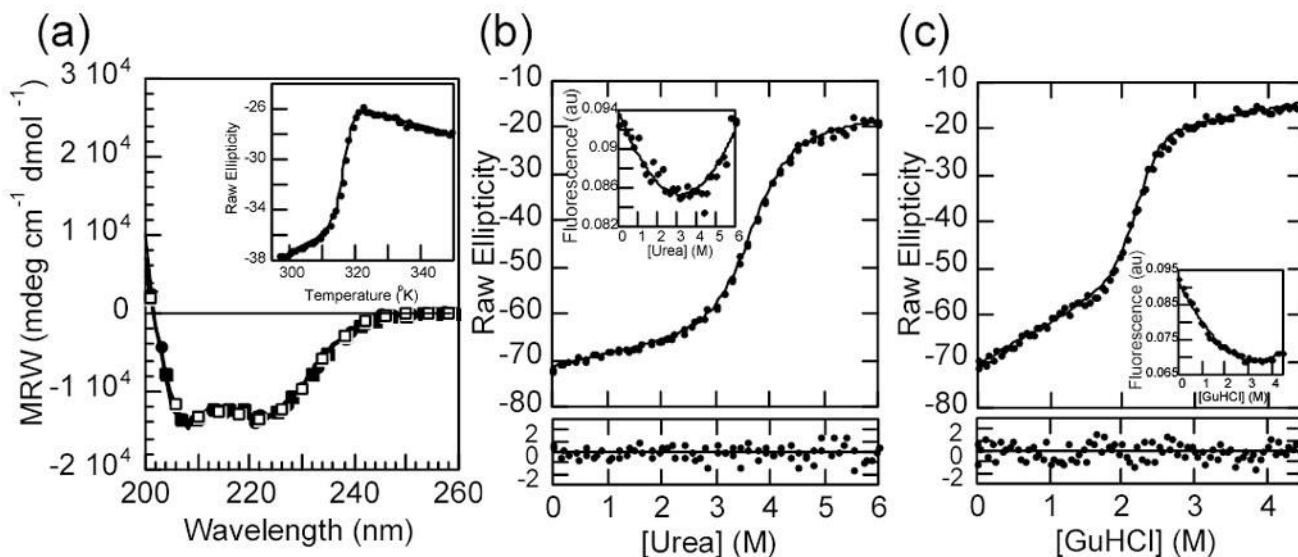 (a)
MRW (mdeg cm⁻¹ dmol⁻¹)
3 10⁴
2 10⁴
1 10⁴
0
-1 10⁴
-2 10⁴
200 220 240 260
Wavelength (nm)
Raw Ellipticity
-26
-30
-34
-38
300 320 340
Temperature (⁰K)
(b)
Raw Ellipticity
-10
-20
-30
-40
-50
-60
-70
-80
Fluorescence (au)
0.094
0.09
0.086
0.082
0 1 2 3 4 5 6
[Urea] (M)
2
0
-2
0 1 2 3 4 5 6
[Urea] (M)
(c)
Raw Ellipticity
-10
-20
-30
-40
-50
-60
-70
-80
Fluorescence (au)
0.095
0.085
0.075
0.065
0 1 2 3 4
[GuHCl] (M)
2
0
-2
0 1 2 3 4
[GuHCl] (M)